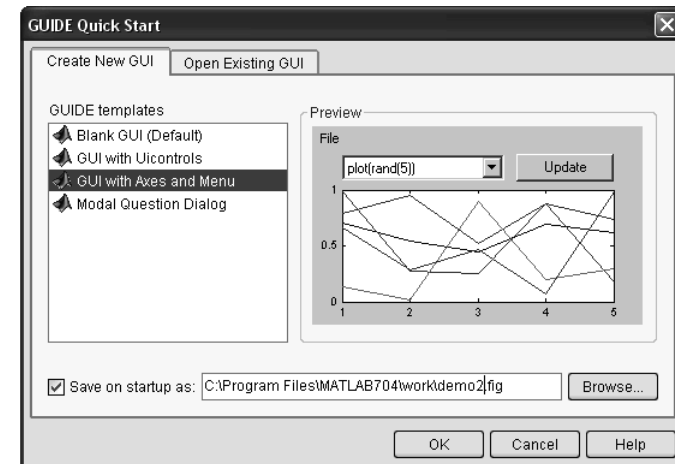 GUIDE Quick Start
Create New GUI
Open Existing GUI
GUIDE templates
Blank GUI (Default)
GUI with Uicontrols
GUI with Axes and Menu
Modal Question Dialog
Preview
File
plot(rand(5))
Update
1
0.5
0
1 2 3 4 5
Save on startup as: C:\Program Files\MATLAB704\work\demo2.fig Browse...
OK Cancel Help